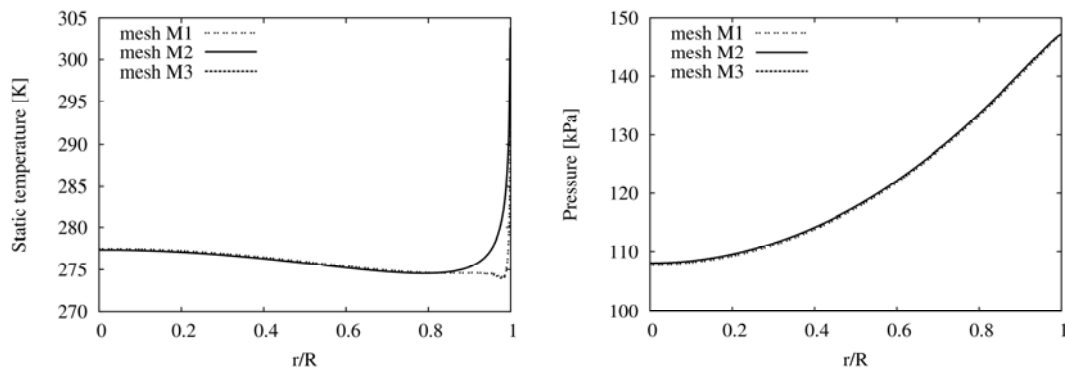 305
300
295
290
285
280
275
270
Static temperature [K]
mesh M1
mesh M2
mesh M3
0
0.2
0.4
0.6
0.8
1
r/R
150
140
130
120
110
100
Pressure [kPa]
mesh M1
mesh M2
mesh M3
0
0.2
0.4
0.6
0.8
1
r/R